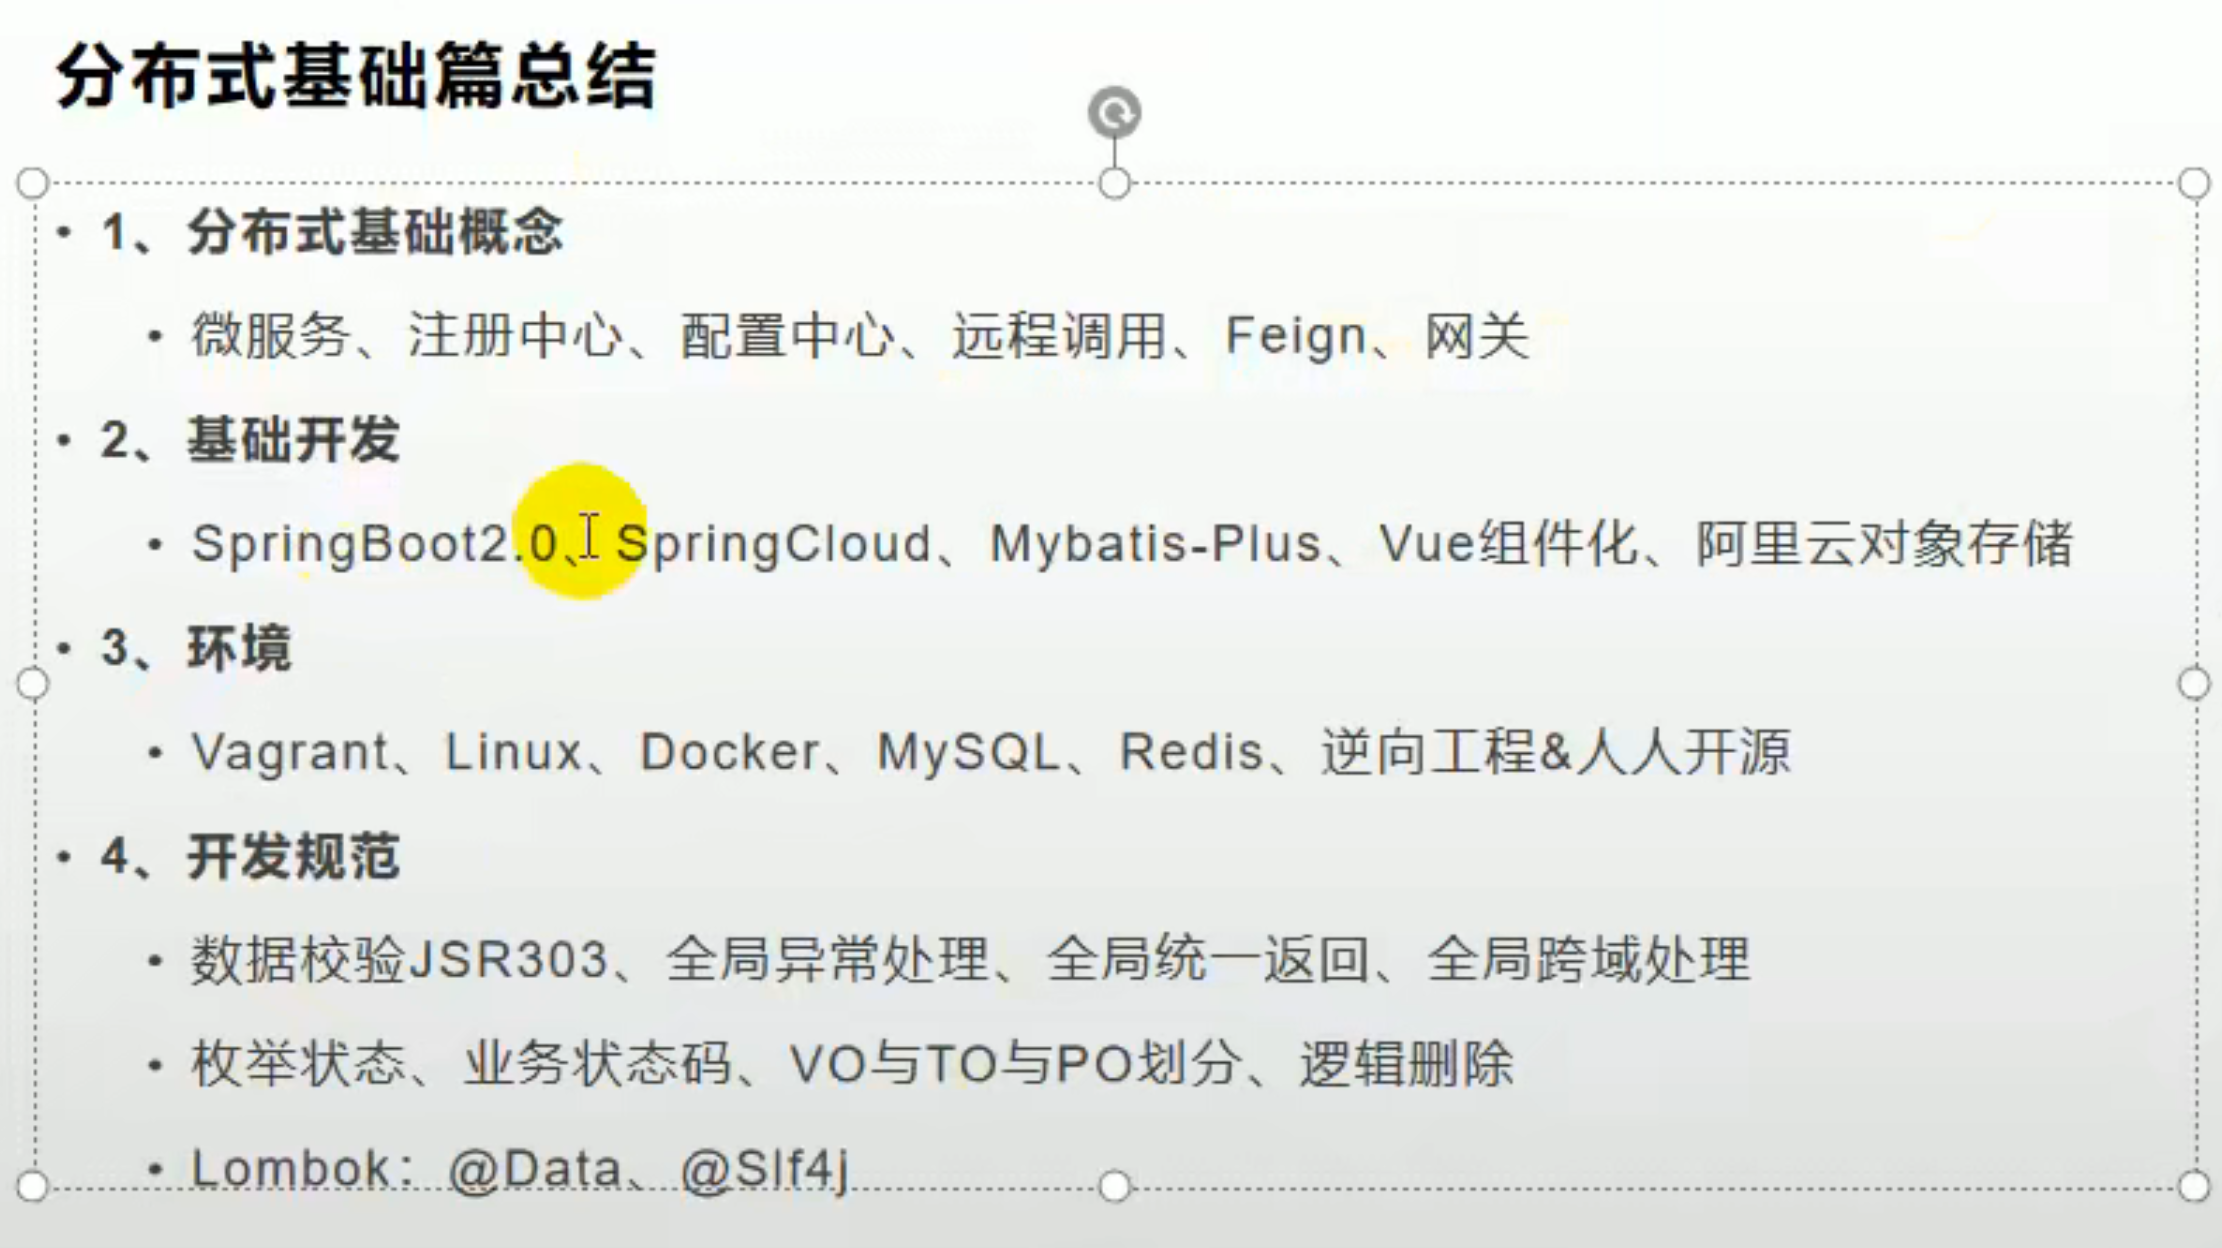 分布式基础篇总结
• 1、分布式基础概念
• 微服务、注册中心、配置中心、远程调用、Feign、网关
• 2、基础开发
• SpringBoot2.0、SpringCloud、Mybatis-Plus、Vue组件化、阿里云对象存储
• 3、环境
• Vagrant、Linux、Docker、MySQL、Redis、逆向工程&人人开源
• 4、开发规范
• 数据校验JSR303、全局异常处理、全局统一返回、全局跨域处理
• 枚举状态、业务状态码、VO与TO与PO划分、逻辑删除
• Lombok：@Data、@Slf4j